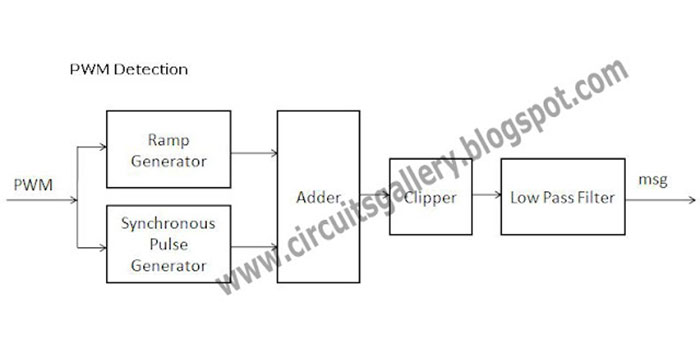 PWM Detection
PWM
Ramp
Generator
Synchronous
Pulse
Generator
Adder
Clipper
Low Pass Filter
msg
www.circuitsgallery.blogspot.com